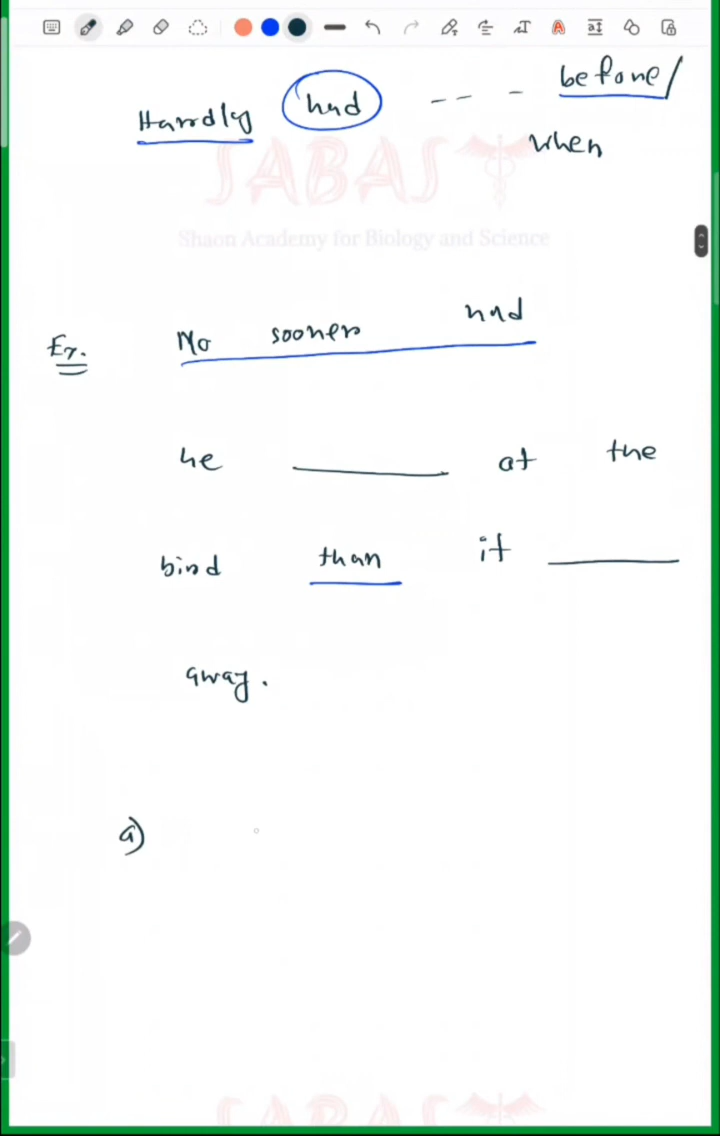 Hardly had --- before/
when
SABAS
Shaon Academy for Biology and Science
Ex. No sooner had
he ______ at the
bird than it ______
away.
a)
SABAS